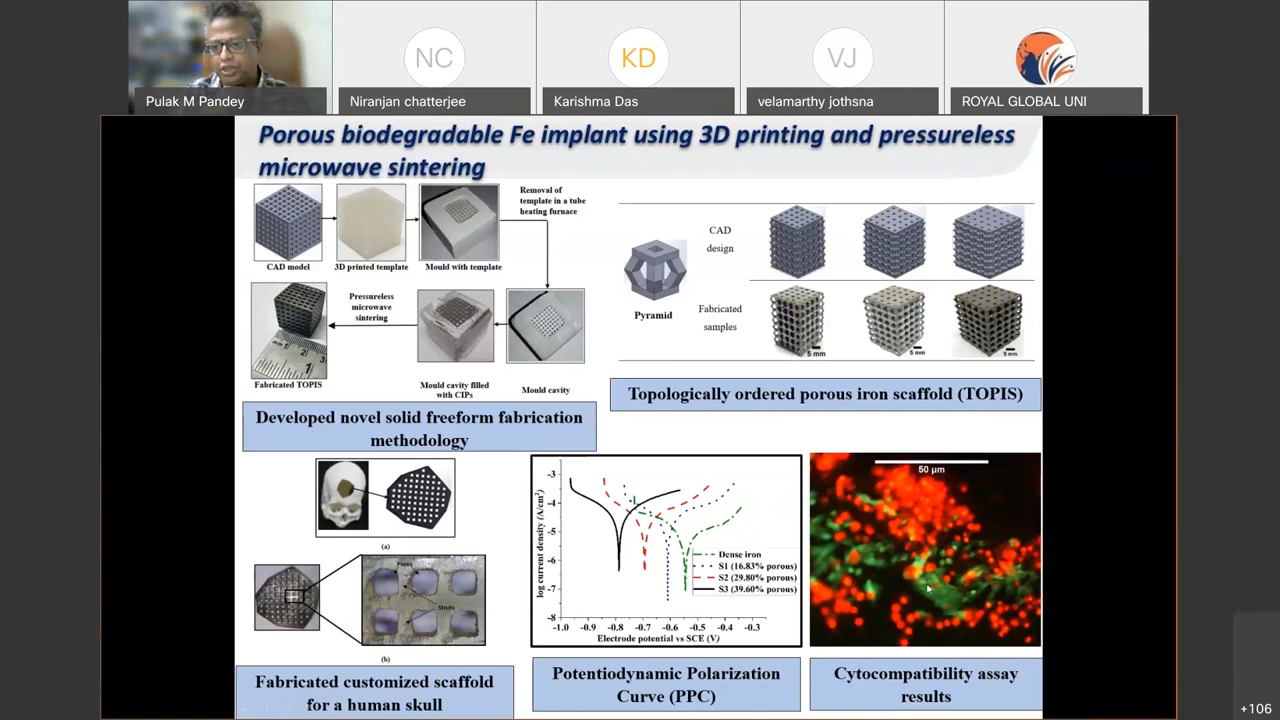 NC
KD
VJ
Pulak M Pandey
Niranjan chatterjee
Karishma Das
velamarthy jothsna
ROYAL GLOBAL UNI
Porous biodegradable Fe implant using 3D printing and pressureless
microwave sintering
Removal of
template in a tube
heating furnace
CAD model
3D printed template
Mould with template
Pressureless
microwave
sintering
Fabricated TOPIS
Mould cavity filled
with CIPs
Mould cavity
Developed novel solid freeform fabrication
methodology
CAD
design
Pyramid
Fabricated
samples
5 mm
5 mm
5 mm
Topologically ordered porous iron scaffold (TOPIS)
(a)
Pores
Struts
(b)
Fabricated customized scaffold
for a human skull
log current density (A/cm²)
-3
-4
-5
-6
-7
-8
Dense iron
S1 (16.83% porous)
S2 (29.80% porous)
S3 (39.60% porous)
-1.0 -0.9 -0.8 -0.7 -0.6 -0.5 -0.4 -0.3
Electrode potential vs SCE (V)
Potentiodynamic Polarization
Curve (PPC)
50 µm
Cytocompatibility assay
results
+106